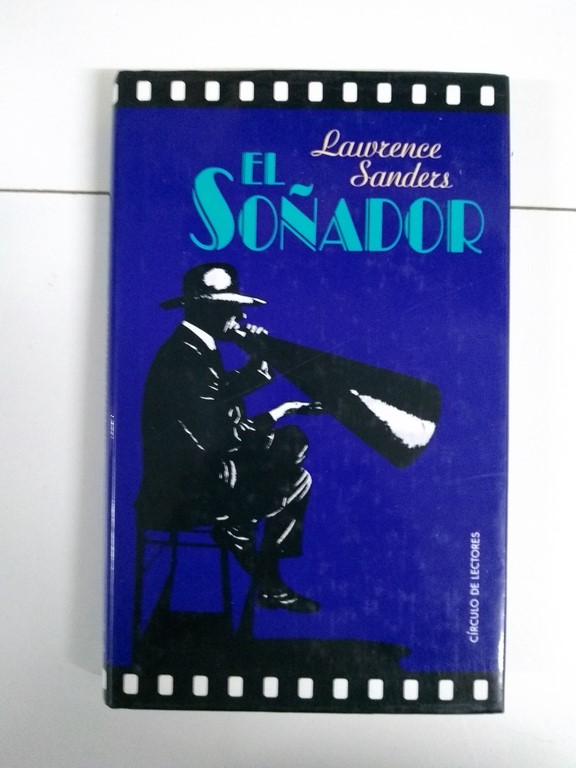 Lawrence
Sanders
EL
SOÑADOR
CÍRCULO DE LECTORES